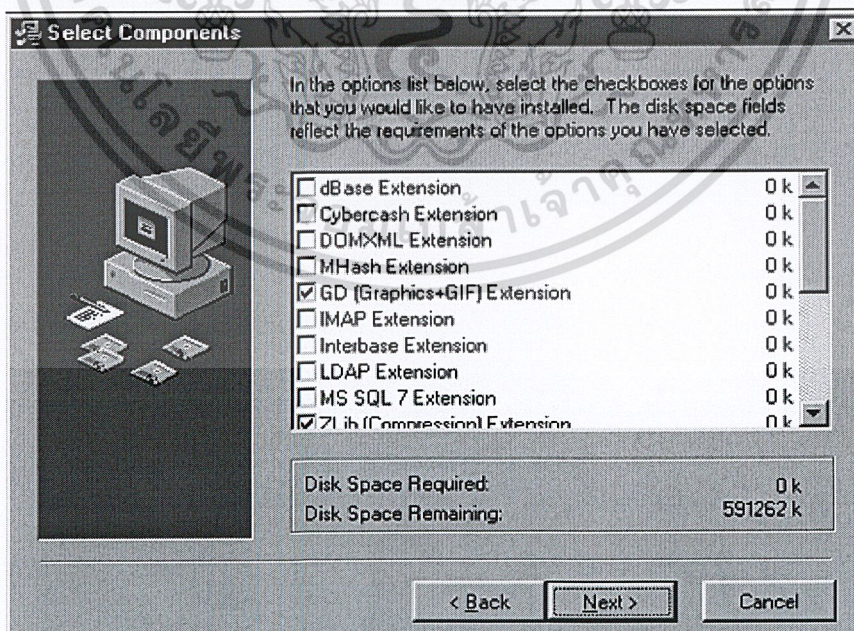 Select Components
In the options list below, select the checkboxes for the options
that you would like to have installed. The disk space fields
reflect the requirements of the options you have selected.
dBase Extension 0 k
Cybercash Extension 0 k
DOMXML Extension 0 k
MHash Extension 0 k
GD (Graphics+GIF) Extension 0 k
IMAP Extension 0 k
Interbase Extension 0 k
LDAP Extension 0 k
MS SQL 7 Extension 0 k
ZLib (Compression) Extension 0 k
Disk Space Required: 0 k
Disk Space Remaining: 591262 k
< Back Next > Cancel